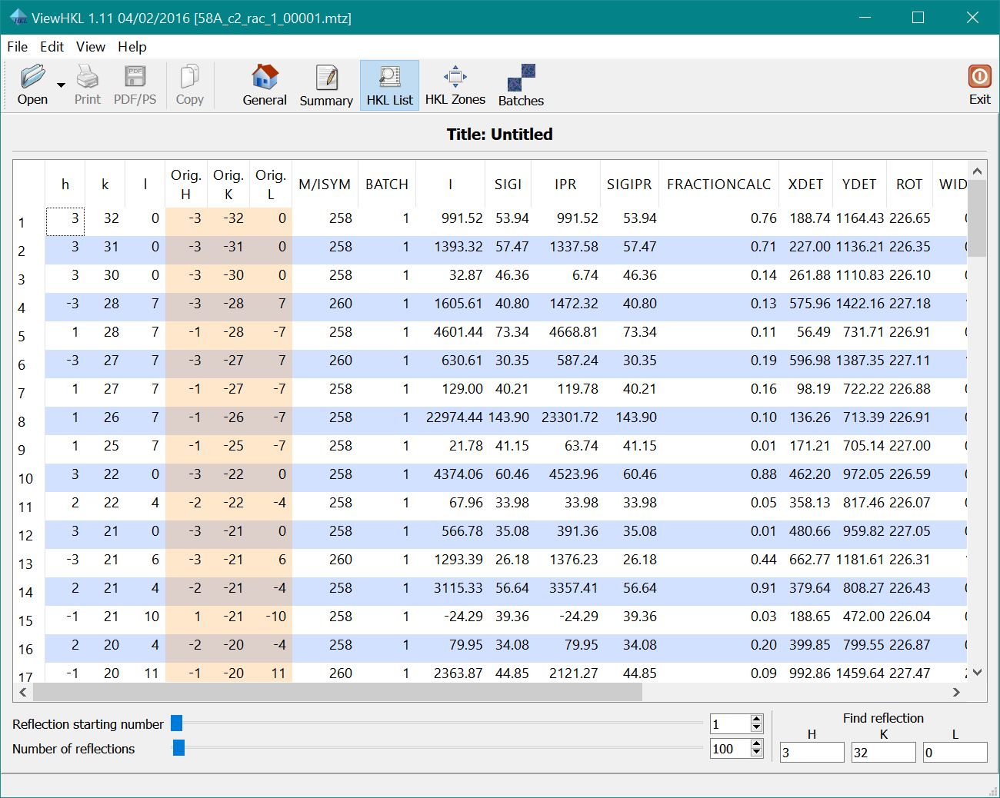 ViewHKL 1.11 04/02/2016 [58A_c2_rac_1_00001.mtz]
File Edit View Help
Open Print PDF/PS Copy General Summary HKL List HKL Zones Batches Exit
Title: Untitled
h k l Orig. H Orig. K Orig. L M/ISYM BATCH I SIGI IPR SIGIPR FRACTIONCALC XDET YDET ROT WID
1 3 32 0 -3 -32 0 258 1 991.52 53.94 991.52 53.94 0.76 188.74 1164.43 226.65
2 3 31 0 -3 -31 0 258 1 1393.32 57.47 1337.58 57.47 0.71 227.00 1136.21 226.35
3 3 30 0 -3 -30 0 258 1 32.87 46.36 6.74 46.36 0.14 261.88 1110.83 226.10
4 -3 28 7 -3 -28 7 260 1 1605.61 40.80 1472.32 40.80 0.13 575.96 1422.16 227.18
5 1 28 7 -1 -28 -7 258 1 4601.44 73.34 4668.81 73.34 0.11 56.49 731.71 226.91
6 -3 27 7 -3 -27 7 260 1 630.61 30.35 587.24 30.35 0.19 596.98 1387.35 227.11
7 1 27 7 -1 -27 -7 258 1 129.00 40.21 119.78 40.21 0.16 98.19 722.22 226.88
8 1 26 7 -1 -26 -7 258 1 22974.44 143.90 23301.72 143.90 0.10 136.26 713.39 226.91
9 1 25 7 -1 -25 -7 258 1 21.78 41.15 63.74 41.15 0.01 171.21 705.14 227.00
10 3 22 0 -3 -22 0 258 1 4374.06 60.46 4523.96 60.46 0.88 462.20 972.05 226.59
11 2 22 4 -2 -22 -4 258 1 67.96 33.98 33.98 33.98 0.05 358.13 817.46 226.07
12 3 21 0 -3 -21 0 258 1 566.78 35.08 391.36 35.08 0.01 480.66 959.82 227.05
13 -3 21 6 -3 -21 6 260 1 1293.39 26.18 1376.23 26.18 0.44 662.77 1181.61 226.31
14 2 21 4 -2 -21 -4 258 1 3115.33 56.64 3357.41 56.64 0.91 379.64 808.27 226.43
15 -1 21 10 1 -21 -10 258 1 -24.29 39.36 -24.29 39.36 0.03 188.65 472.00 226.04
16 2 20 4 -2 -20 -4 258 1 79.95 34.08 79.95 34.08 0.20 399.85 799.55 226.87
17 -1 20 11 -1 -20 11 260 1 2363.87 44.85 2121.27 44.85 0.09 992.86 1459.64 227.47
Reflection starting number 1
Number of reflections 100
Find reflection
H K L
3 32 0